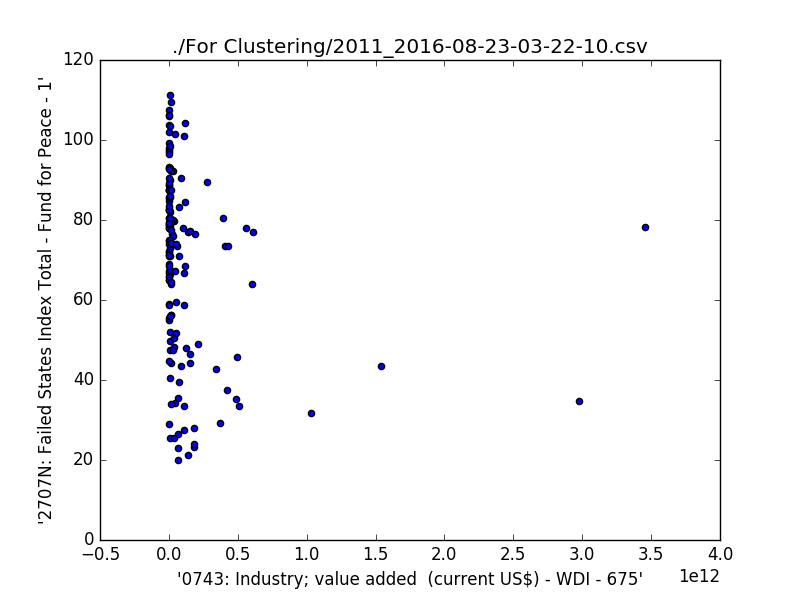 ./For Clustering/2011_2016-08-23-03-22-10.csv
'2707N: Failed States Index Total - Fund for Peace - 1'
120
100
80
60
40
20
0
−0.5 0.0 0.5 1.0 1.5 2.0 2.5 3.0 3.5 4.0
1e12
'0743: Industry; value added  (current US$) - WDI - 675'